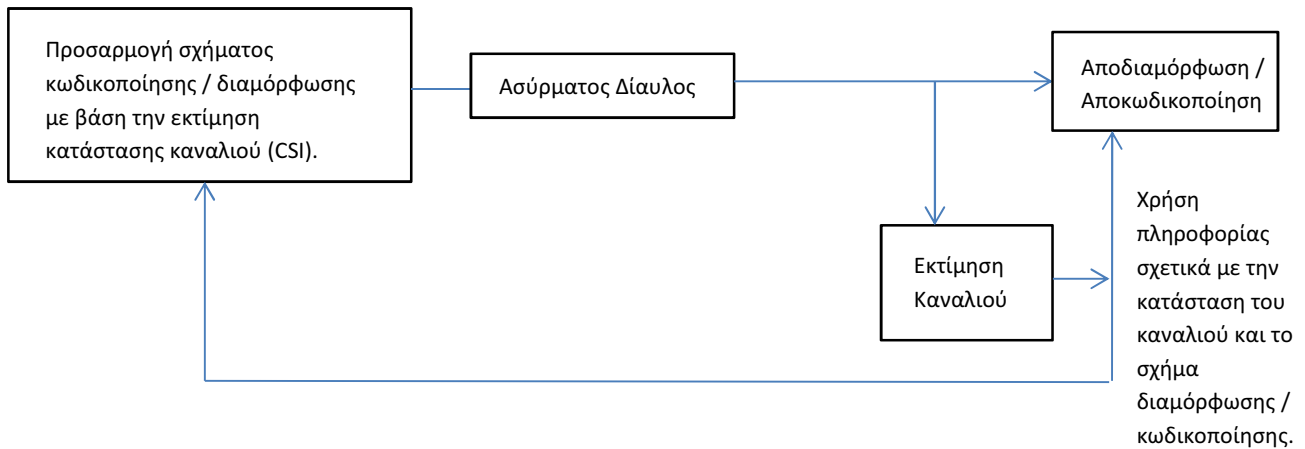 Προσαρμογή σχήματος
κωδικοποίησης / διαμόρφωσης
με βάση την εκτίμηση
κατάστασης καναλιού (CSI).
Ασύρματος Δίαυλος
Αποδιαμόρφωση /
Αποκωδικοποίηση
Εκτίμηση
Καναλιού
Χρήση
πληροφορίας
σχετικά με την
κατάσταση του
καναλιού και το
σχήμα
διαμόρφωσης /
κωδικοποίησης.